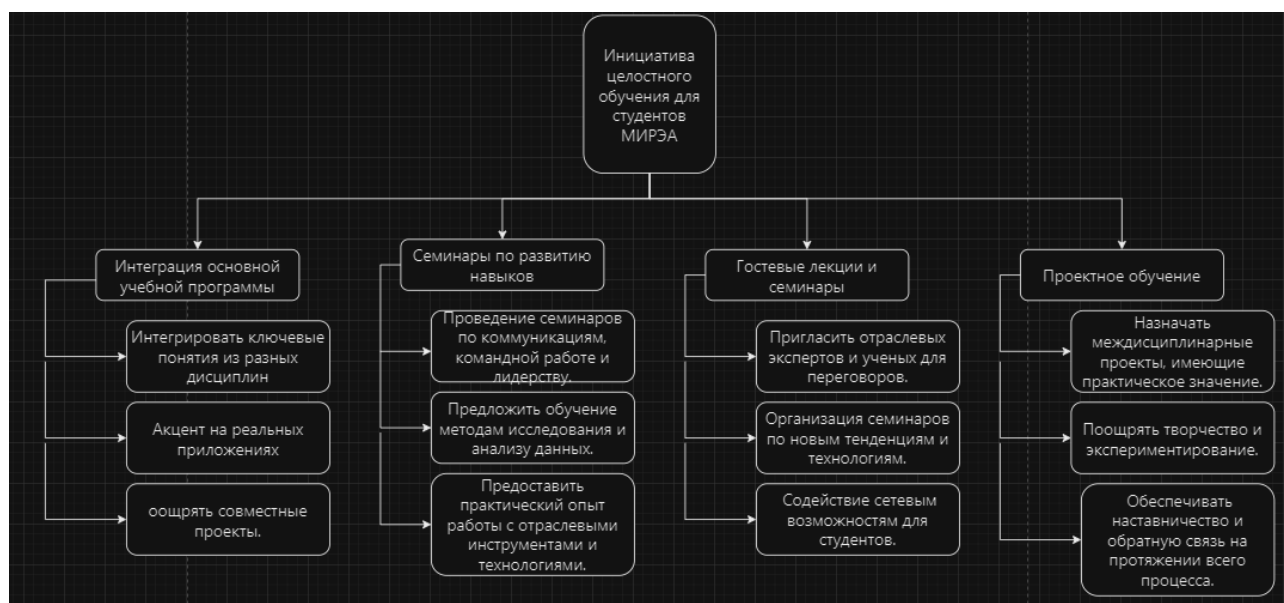 Инициатива
целостного
обучения для
студентов
МИРЭА
Интеграция основной
учебной программы
Интегрировать ключевые
понятия из разных
дисциплин
Акцент на реальных
приложениях
оощрять совместные
проекты.
Семинары по развитию
навыков
Проведение семинаров
по коммуникациям,
командной работе и
лидерству.
Предложить обучение
методам исследования и
анализу данных.
Предоставить
практический опыт
работы с отраслевыми
инструментами и
технологиями.
Гостевые лекции и
семинары
Пригласить отраслевых
экспертов и ученых для
переговоров.
Организация семинаров
по новым тенденциям и
технологиям.
Содействие сетевым
возможностям для
студентов.
Проектное обучение
Назначать
междисциплинарные
проекты, имеющие
практическое значение.
Поощрять творчество и
экспериментирование.
Обеспечивать
наставничество и
обратную связь на
протяжении всего
процесса.